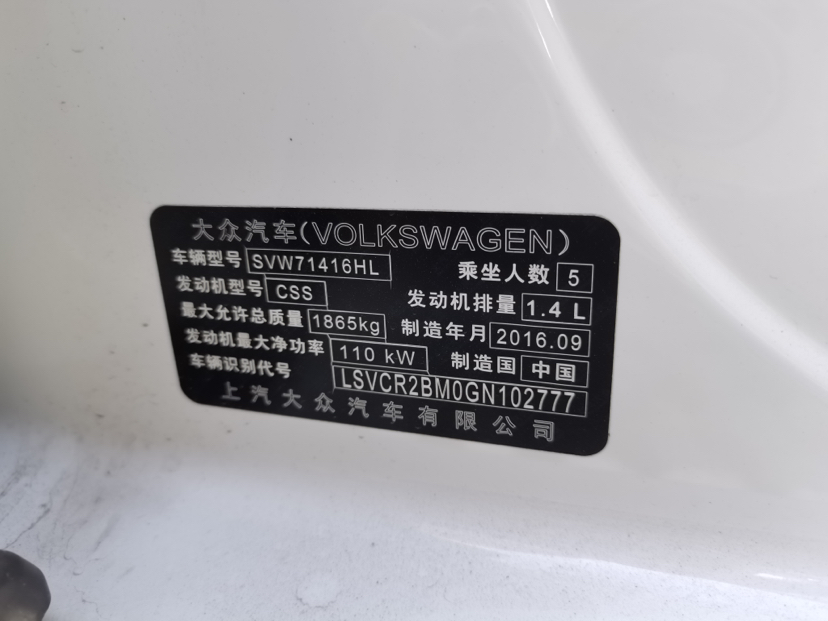 大众汽车(VOLKSWAGEN)
车辆型号 SVW71416HL 乘坐人数 5
发动机型号 CSS 发动机排量 1.4 L
最大允许总质量 1865kg 制造年月 2016.09
发动机最大净功率 110 kW 制造国 中国
车辆识别代号 LSVCR2BM0GN102777
上汽大众汽车有限公司